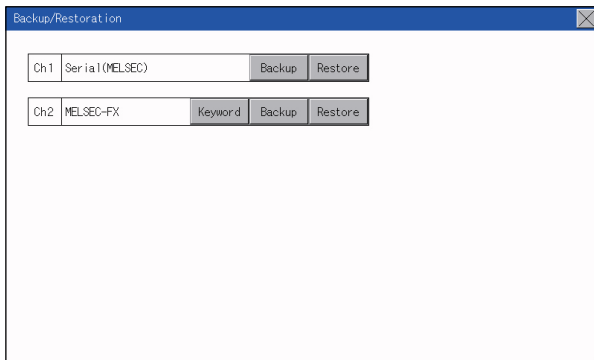 Backup/Restoration
Ch1 Serial(MELSEC) Backup Restore
Ch2 MELSEC-FX Keyword Backup Restore